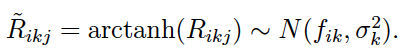 R̃_{ikj} = arctanh(R_{ikj}) ∼ N(f_{ik}, σ_k^2).